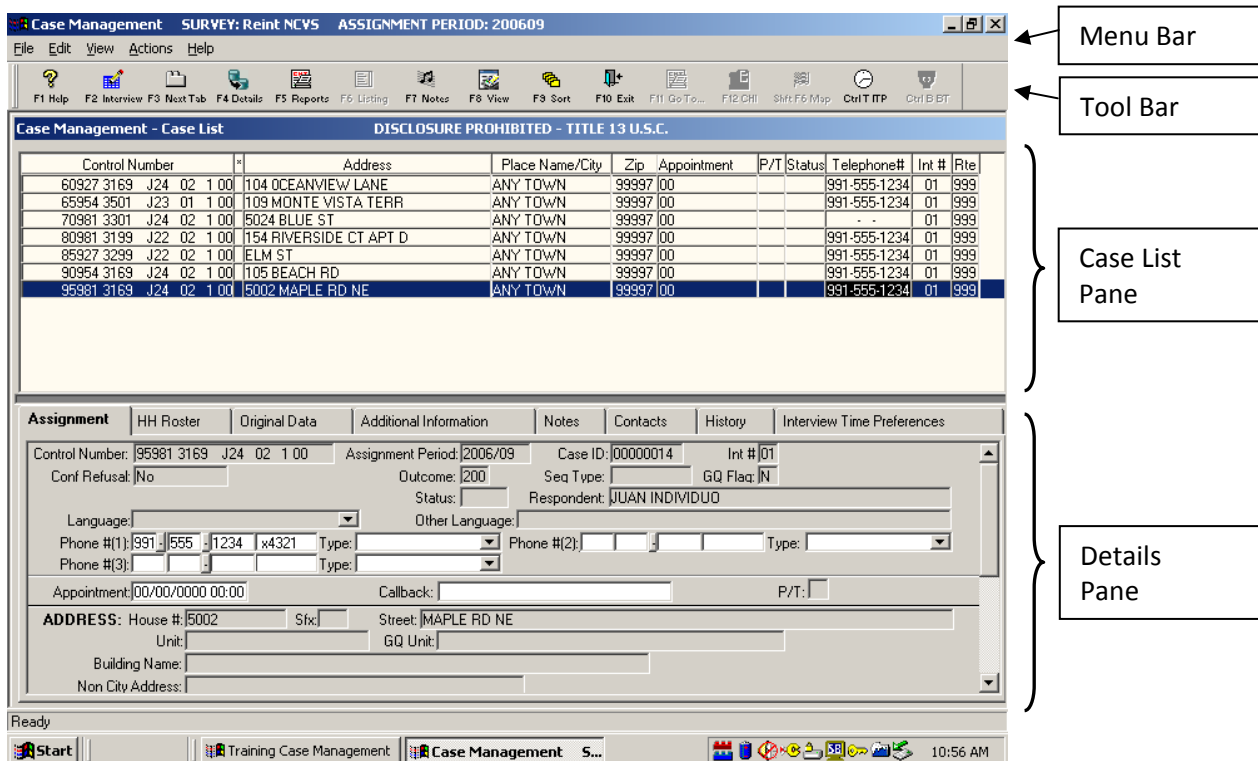 Case Management SURVEY: Reint NCVS ASSIGNMENT PERIOD: 200609
File Edit View Actions Help
Menu Bar
F1 Help F2 Interview F3 Next Tab F4 Details F5 Reports F6 Listing F7 Notes F8 View F9 Sort F10 Exit F11 Go To... F12 CHI Shft F6 Map Ctrl T ITP Ctrl B BT
Tool Bar
Case Management - Case List DISCLOSURE PROHIBITED - TITLE 13 U.S.C.
Control Number * Address Place Name/City Zip Appointment P/T Status Telephone# Int # Rte
60927 3169 J24 02 1 00 104 OCEANVIEW LANE ANY TOWN 99997 00 991-555-1234 01 999
65954 3501 J23 01 1 00 109 MONTE VISTA TERR ANY TOWN 99997 00 991-555-1234 01 999
70981 3301 J24 02 1 00 5024 BLUE ST ANY TOWN 99997 00 - - 01 999
80981 3199 J22 02 1 00 154 RIVERSIDE CT APT D ANY TOWN 99997 00 991-555-1234 01 999
85927 3299 J22 02 1 00 ELM ST ANY TOWN 99997 00 991-555-1234 01 999
90954 3169 J24 02 1 00 105 BEACH RD ANY TOWN 99997 00 991-555-1234 01 999
95981 3169 J24 02 1 00 5002 MAPLE RD NE ANY TOWN 99997 00 991-555-1234 01 999
Case List
Pane
Assignment HH Roster Original Data Additional Information Notes Contacts History Interview Time Preferences
Control Number: 95981 3169 J24 02 1 00 Assignment Period: 2006/09 Case ID: 00000014 Int # 01
Conf Refusal: No Outcome: 200 Seq Type: GQ Flag: N
Status: Respondent: JUAN INDIVIDUO
Language: Other Language:
Phone #(1): 991 - 555 - 1234 x4321 Type: Phone #(2): - Type:
Phone #(3): - Type:
Appointment: 00/00/0000 00:00 Callback: P/T:
ADDRESS: House #: 5002 Sfx: Street: MAPLE RD NE
Unit: GQ Unit:
Building Name:
Non City Address:
Details
Pane
Ready
Start Training Case Management Case Management S... SB 10:56 AM